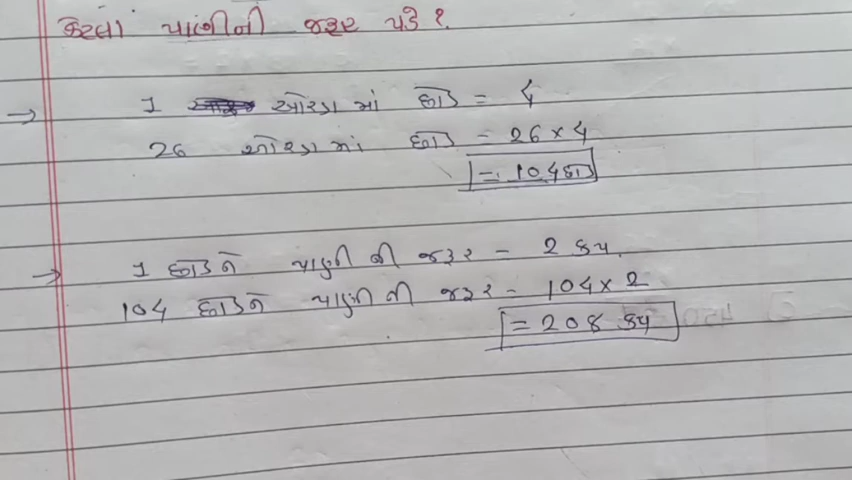 કેટલા પાણીની જરૂર પડે ?
→ 1 ઓરડા માં છોડ = 4
26 ઓરડામાં છોડ = 26 × 4
= 104 છોડ
→ 1 છોડને પાણી ની જરૂર = 2 કપ.
104 છોડને પાણી ની જરૂર = 104 × 2
= 208 કપ